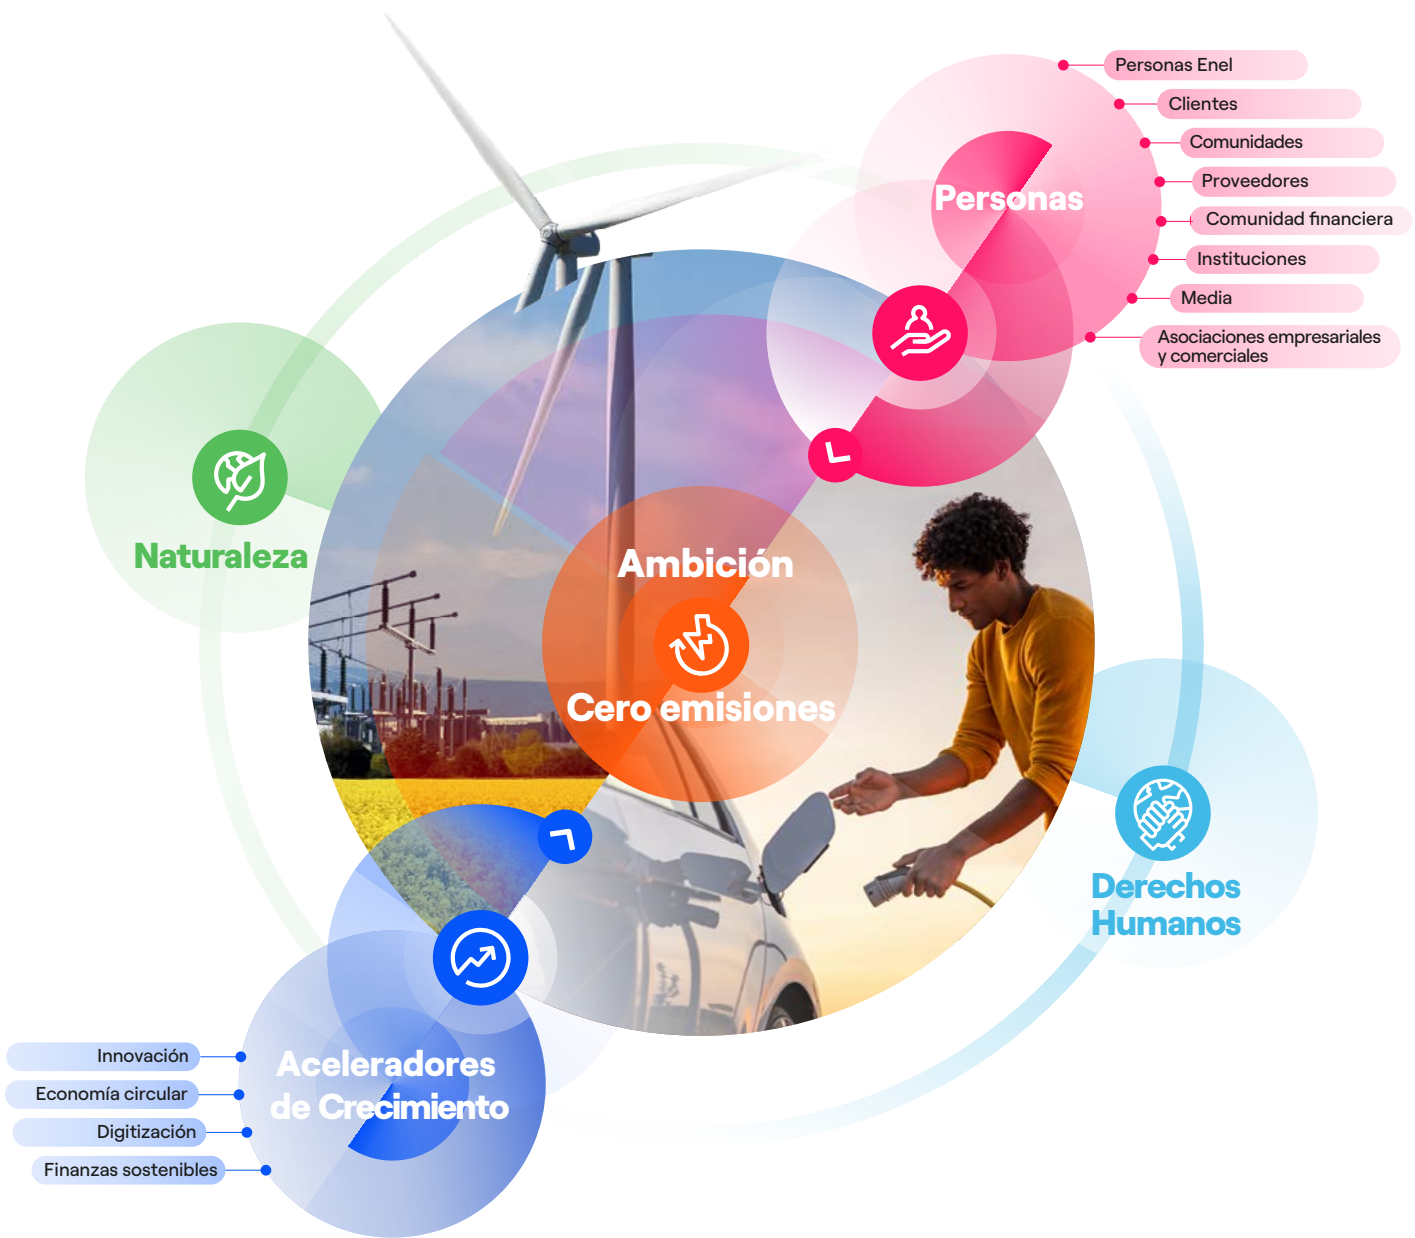 Personas Enel
Clientes
Comunidades
Proveedores
Comunidad financiera
Instituciones
Media
Asociaciones empresariales
y comerciales
Personas
Naturaleza
Ambición
Cero emisiones
Derechos
Humanos
Aceleradores
de Crecimiento
Innovación
Economía circular
Digitización
Finanzas sostenibles